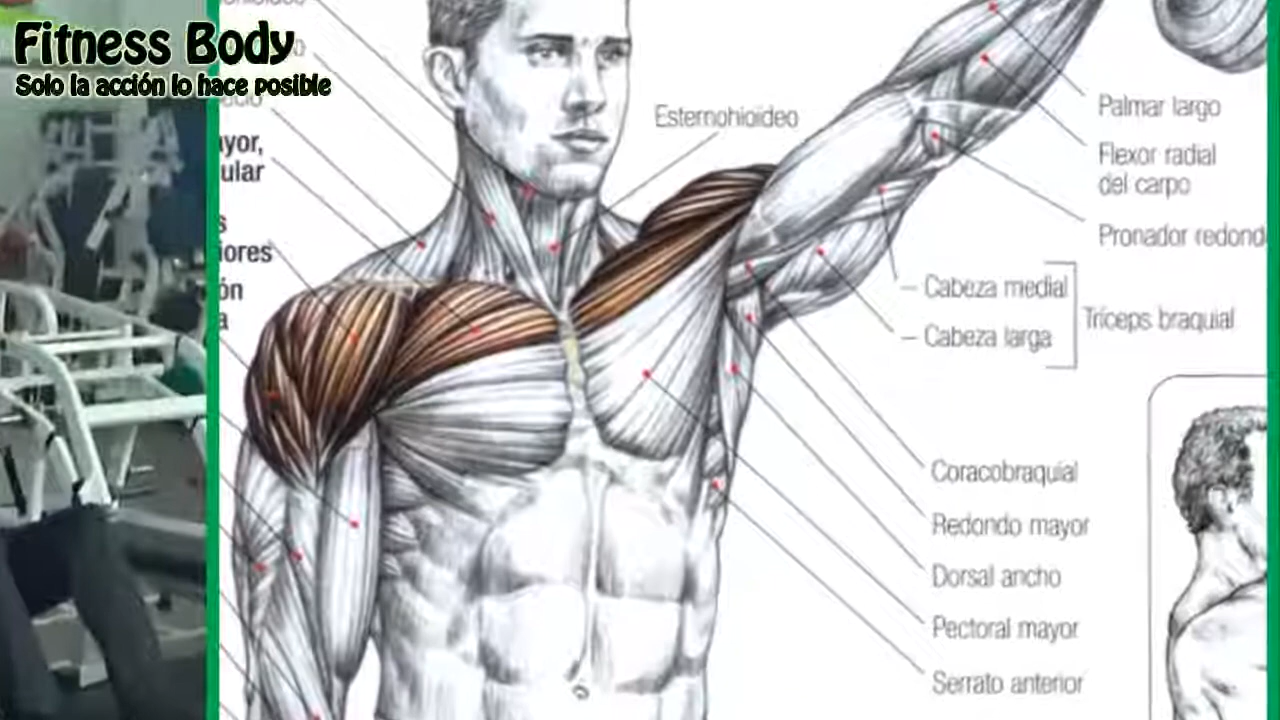 Fitness Body
Solo la acción lo hace posible
Esternohioideo
Palmar largo
Flexor radial
del carpo
Pronador redond
Cabeza medial
Cabeza larga
Tríceps braquial
Coracobraquial
Redondo mayor
Dorsal ancho
Pectoral mayor
Serrato anterior
ayor,
ular
iores
ón